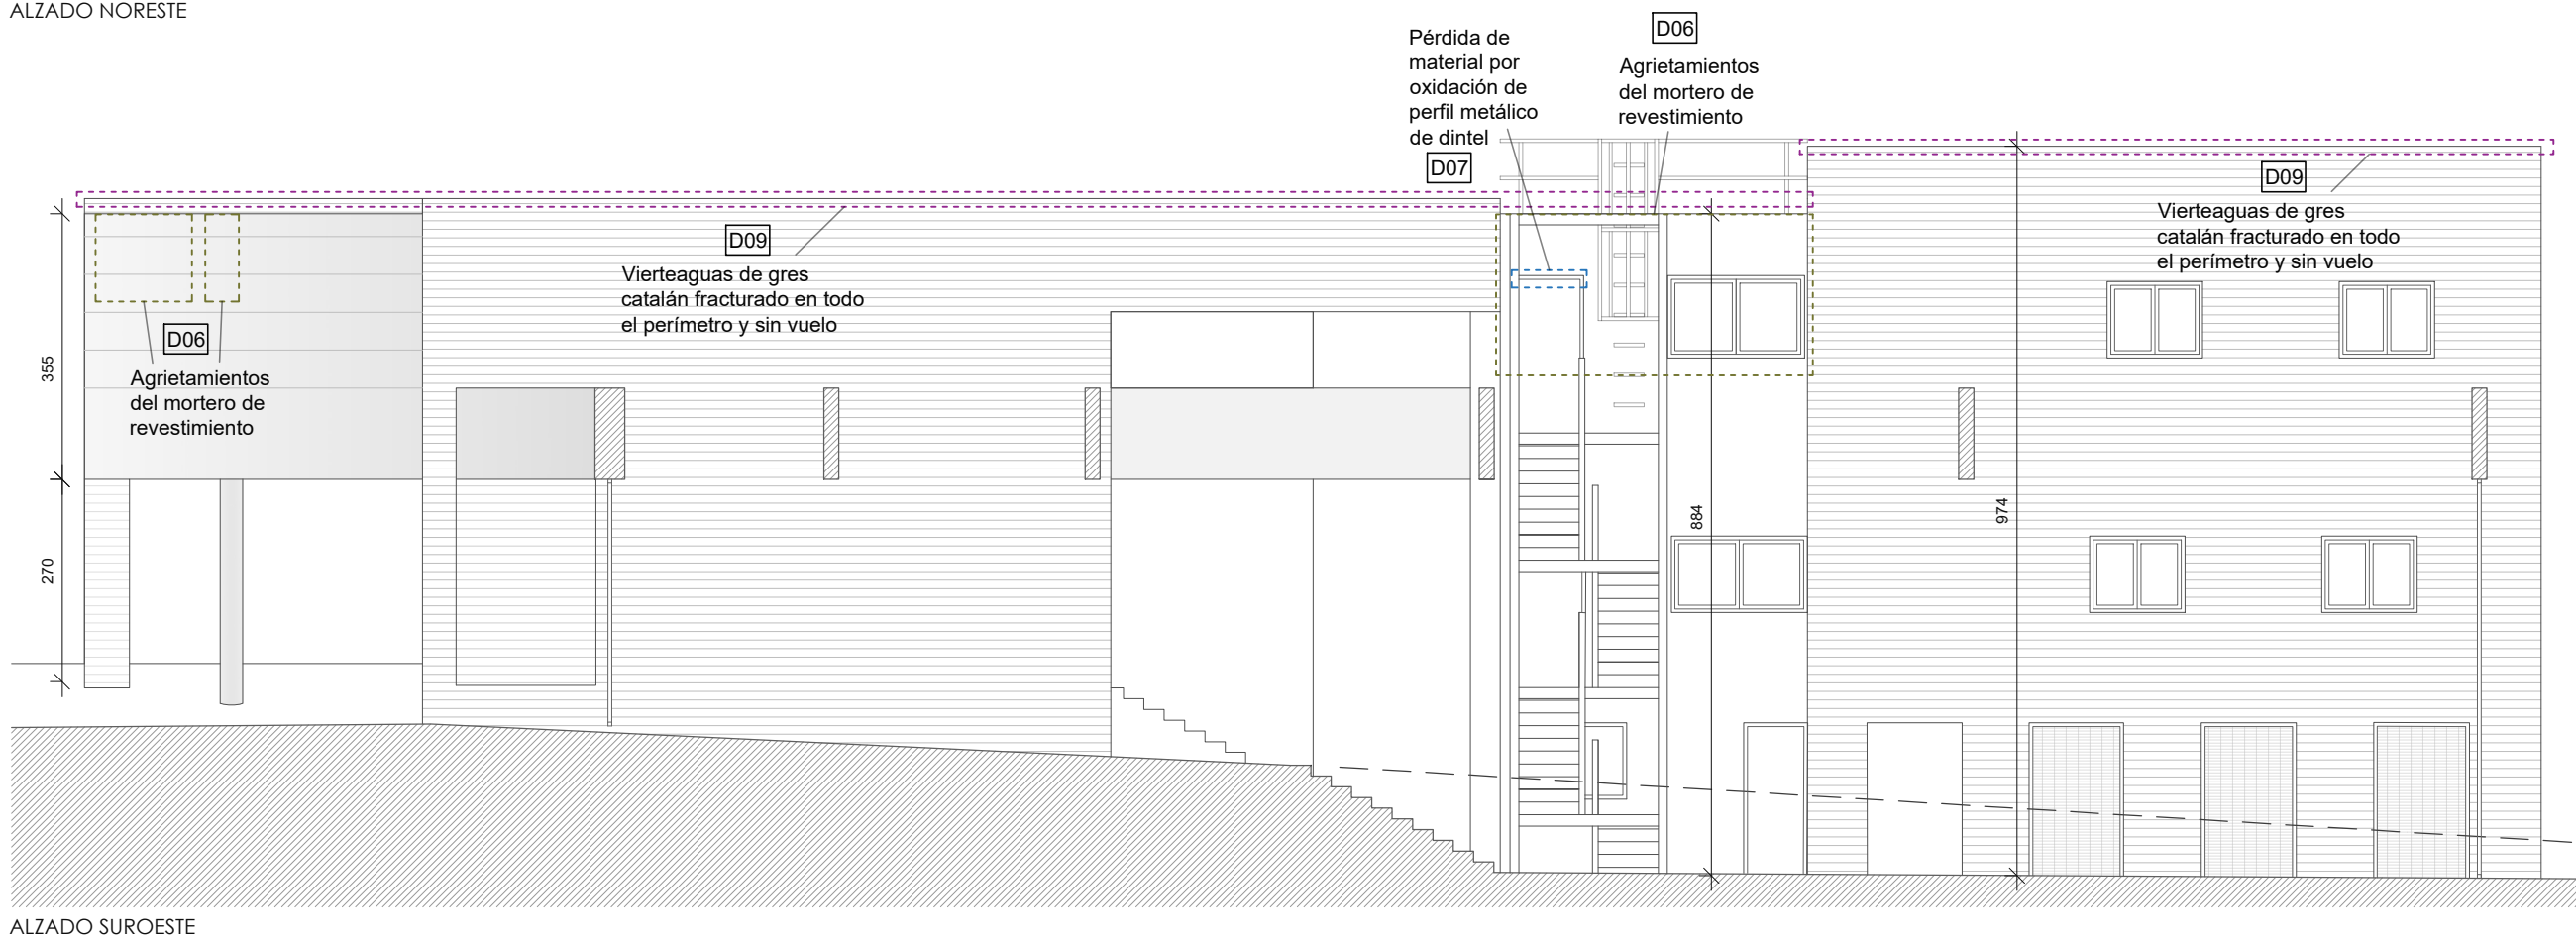 ALZADO NORESTE
D06
Pérdida de
material por
oxidación de
perfil metálico
de dintel
D07
Agrietamientos
del mortero de
revestimiento
D09
Vierteaguas de gres
catalán fracturado en todo
el perímetro y sin vuelo
D09
Vierteaguas de gres
catalán fracturado en todo
el perímetro y sin vuelo
D06
Agrietamientos
del mortero de
revestimiento
355
270
884
974
ALZADO SUROESTE